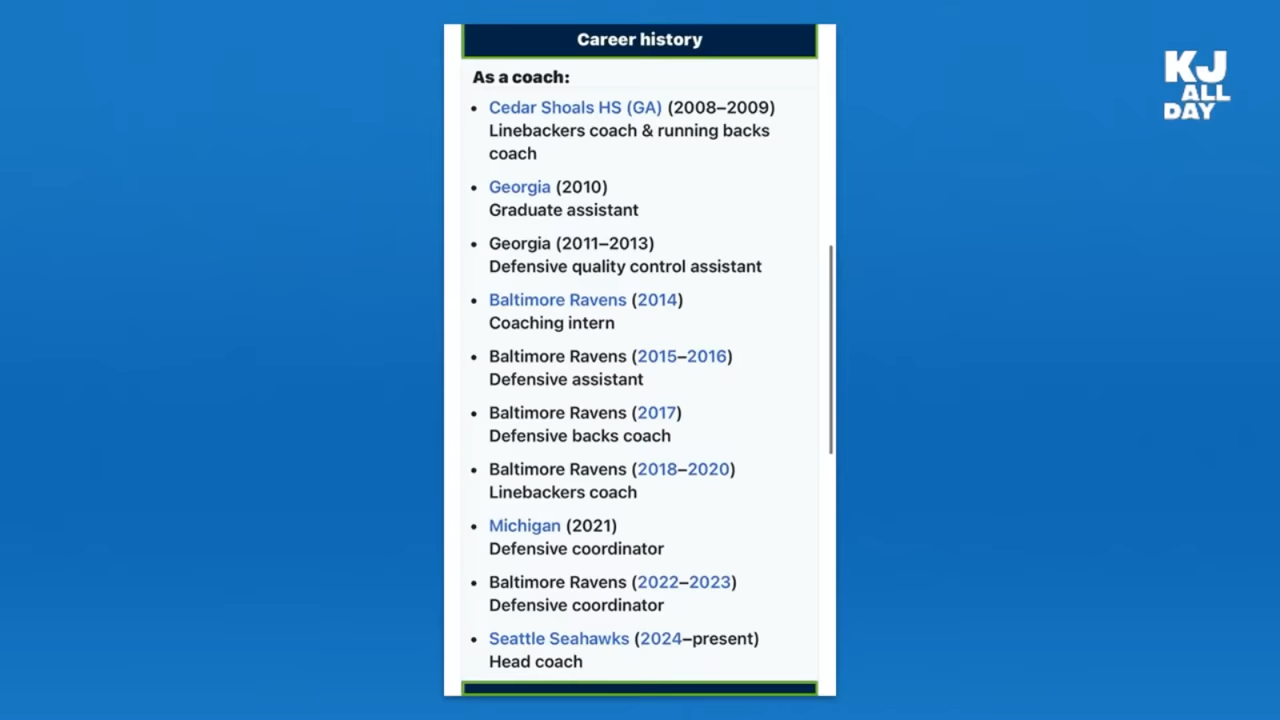 Career history
As a coach:
• Cedar Shoals HS (GA) (2008–2009)
Linebackers coach & running backs
coach
• Georgia (2010)
Graduate assistant
• Georgia (2011–2013)
Defensive quality control assistant
• Baltimore Ravens (2014)
Coaching intern
• Baltimore Ravens (2015–2016)
Defensive assistant
• Baltimore Ravens (2017)
Defensive backs coach
• Baltimore Ravens (2018–2020)
Linebackers coach
• Michigan (2021)
Defensive coordinator
• Baltimore Ravens (2022–2023)
Defensive coordinator
• Seattle Seahawks (2024–present)
Head coach
KJ
ALL
DAY